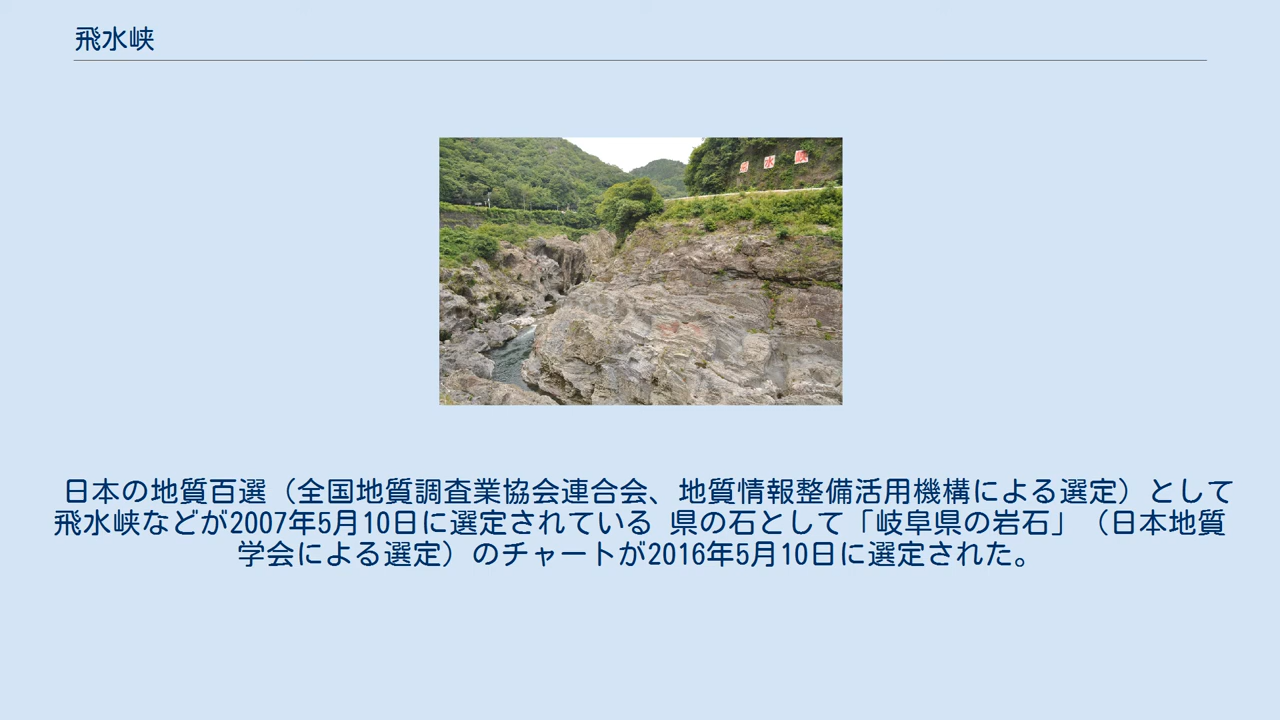 飛水峡
飛 水 峡
日本の地質百選（全国地質調査業協会連合会、地質情報整備活用機構による選定）として
飛水峡などが2007年5月10日に選定されている 県の石として「岐阜県の岩石」（日本地質
学会による選定）のチャートが2016年5月10日に選定された。